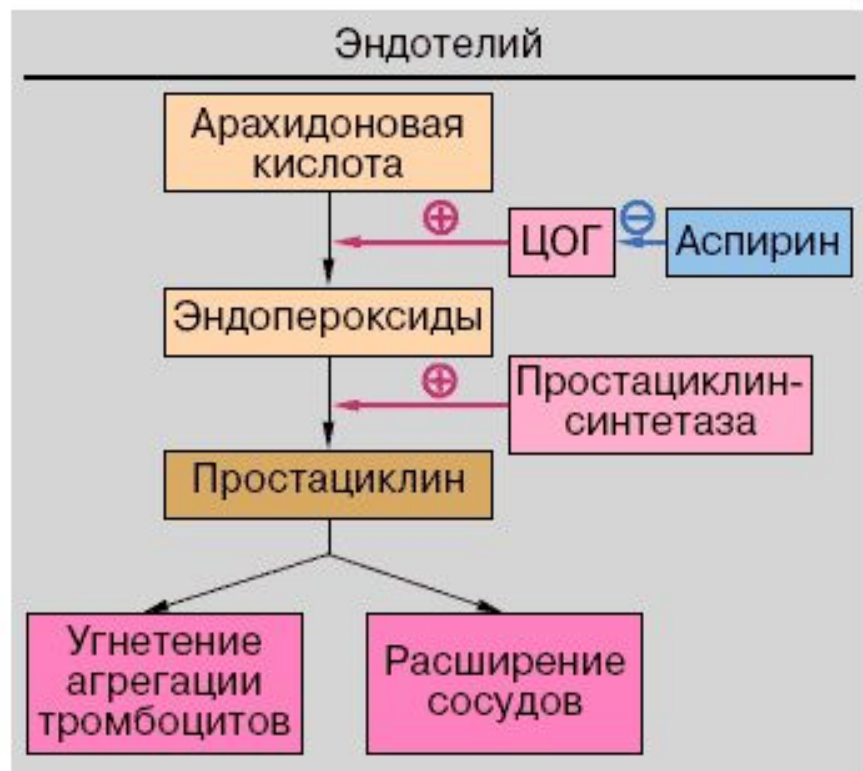 Эндотелий
Арахидоновая
кислота
⊕
ЦОГ
⊖
Аспирин
Эндопероксиды
⊕
Простациклин-
синтетаза
Простациклин
Угнетение
агрегации
тромбоцитов
Расширение
сосудов